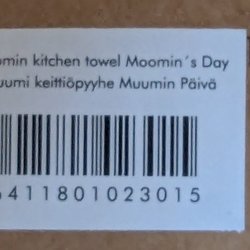 omin kitchen towel Moomin´s Day
uumi keittiöpyyhe Muumin Päivä
6411801023015